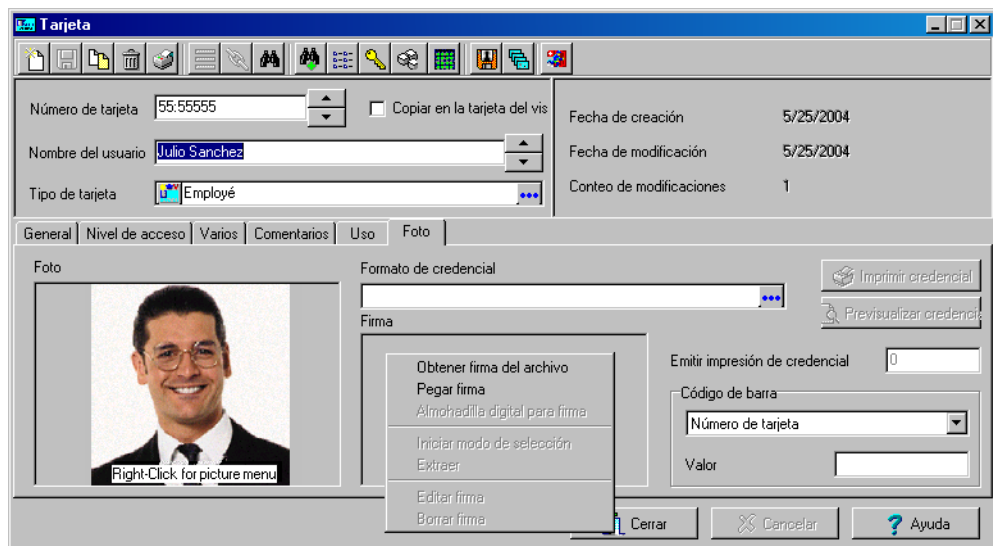 Tarjeta
Número de tarjeta 55:55555 Copiar en la tarjeta del vis
Nombre del usuario Julio Sanchez
Tipo de tarjeta Employé
Fecha de creación 5/25/2004
Fecha de modificación 5/25/2004
Conteo de modificaciones 1
General Nivel de acceso Varios Comentarios Uso Foto
Foto
Right-Click for picture menu
Formato de credencial
Firma
Obtener firma del archivo
Pegar firma
Almohadilla digital para firma
Iniciar modo de selección
Extraer
Editar firma
Borrar firma
Imprimir credencial
Previsualizar credencia
Emitir impresión de credencial 0
Código de barra
Número de tarjeta
Valor
Cerrar Cancelar Ayuda